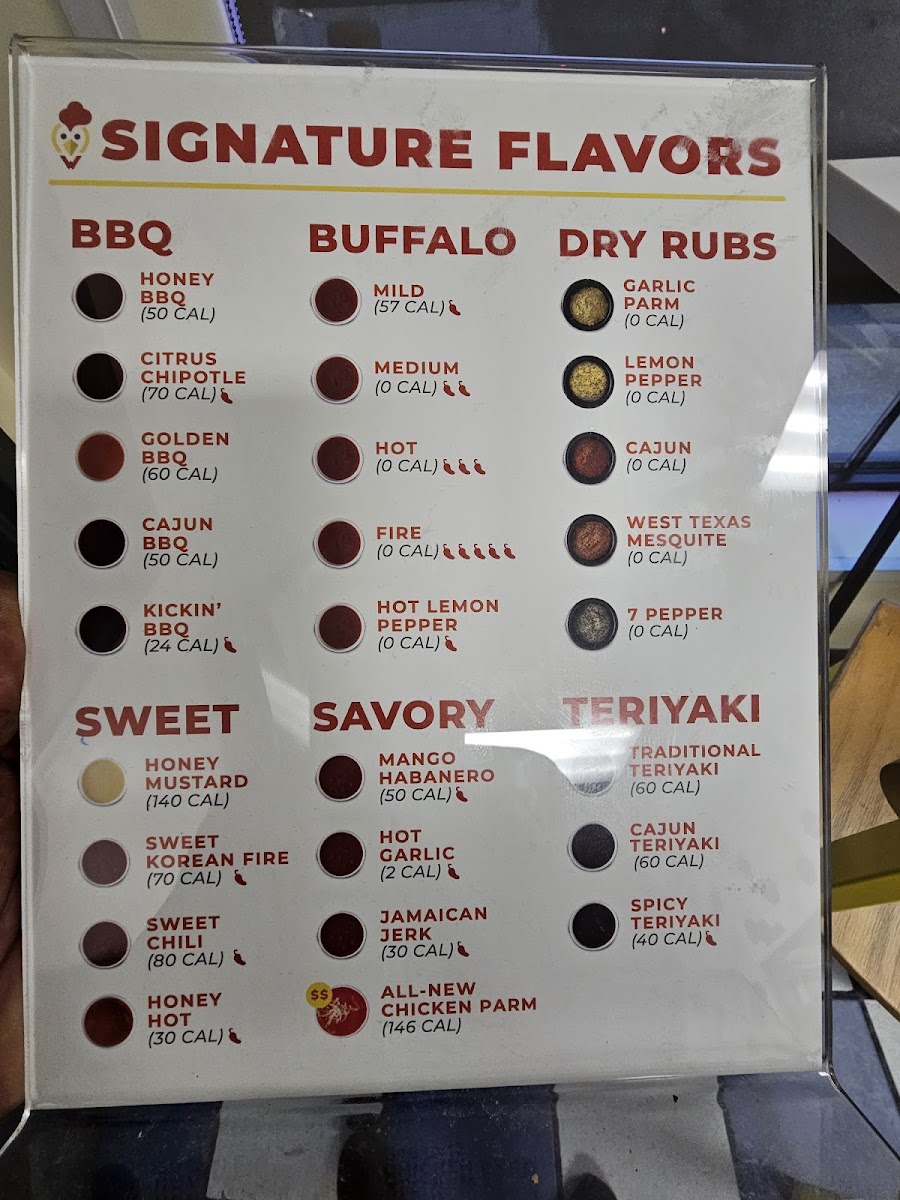 SIGNATURE FLAVORS
BBQ
HONEY
BBQ
(50 CAL)
CITRUS
CHIPOTLE
(70 CAL)
GOLDEN
BBQ
(60 CAL)
CAJUN
BBQ
(50 CAL)
KICKIN'
BBQ
(24 CAL)
BUFFALO
MILD
(57 CAL)
MEDIUM
(0 CAL)
HOT
(0 CAL)
FIRE
(0 CAL)
HOT LEMON
PEPPER
(0 CAL)
DRY RUBS
GARLIC
PARM
(0 CAL)
LEMON
PEPPER
(0 CAL)
CAJUN
(0 CAL)
WEST TEXAS
MESQUITE
(0 CAL)
7 PEPPER
(0 CAL)
SWEET
HONEY
MUSTARD
(140 CAL)
SWEET
KOREAN FIRE
(70 CAL)
SWEET
CHILI
(80 CAL)
HONEY
HOT
(30 CAL)
SAVORY
MANGO
HABANERO
(50 CAL)
HOT
GARLIC
(2 CAL)
JAMAICAN
JERK
(30 CAL)
$$
ALL-NEW
CHICKEN PARM
(146 CAL)
TERIYAKI
TRADITIONAL
TERIYAKI
(60 CAL)
CAJUN
TERIYAKI
(60 CAL)
SPICY
TERIYAKI
(40 CAL)